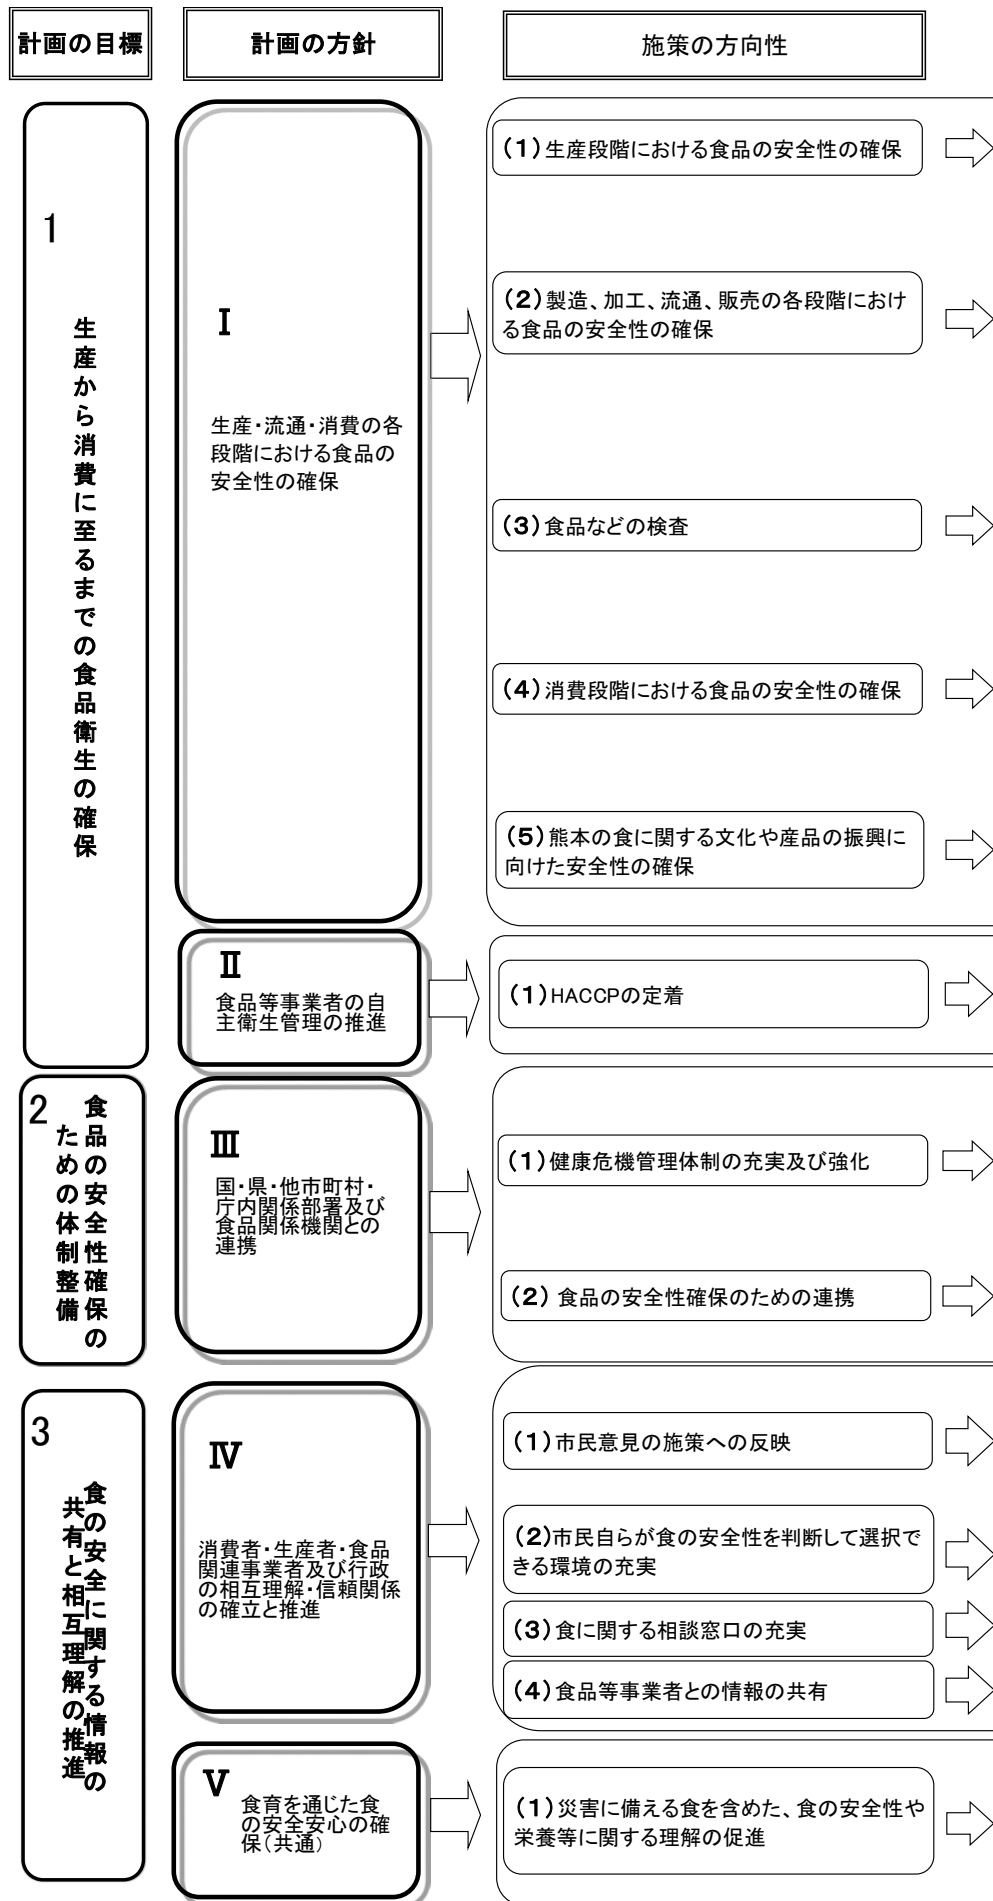 計画の目標
計画の方針
施策の方向性
1
生産から消費に至るまでの食品衛生の確保
Ⅰ
生産・流通・消費の各
段階における食品の
安全性の確保
(1)生産段階における食品の安全性の確保
(2)製造、加工、流通、販売の各段階におけ
る食品の安全性の確保
(3)食品などの検査
(4)消費段階における食品の安全性の確保
(5)熊本の食に関する文化や産品の振興に
向けた安全性の確保
Ⅱ
食品等事業者の自
主衛生管理の推進
(1)HACCPの定着
2
食品の安全性確保の
ための体制整備
Ⅲ
国・県・他市町村・
庁内関係部署及び
食品関係機関との
連携
(1)健康危機管理体制の充実及び強化
(2) 食品の安全性確保のための連携
3
食の安全に関する情報の
共有と相互理解の推進
Ⅳ
消費者・生産者・食品
関連事業者及び行政
の相互理解・信頼関係
の確立と推進
(1)市民意見の施策への反映
(2)市民自らが食の安全性を判断して選択で
きる環境の充実
(3)食に関する相談窓口の充実
(4)食品等事業者との情報の共有
Ⅴ
食育を通じた食
の安全安心の確
保(共通)
(1)災害に備える食を含めた、食の安全性や
栄養等に関する理解の促進